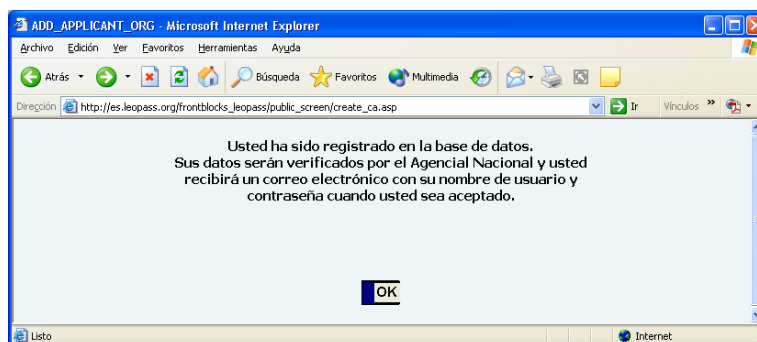 ADD_APPLICANT_ORG - Microsoft Internet Explorer
Archivo Edición Ver Favoritos Herramientas Ayuda
Atrás Búsqueda Favoritos Multimedia
Dirección http://es.leopass.org/frontblocks_leopass/public_screen/create_ca.asp Ir Vínculos »
Usted ha sido registrado en la base de datos.
Sus datos serán verificados por el Agencial Nacional y usted
recibirá un correo electrónico con su nombre de usuario y
contraseña cuando usted sea aceptado.
OK
Listo Internet